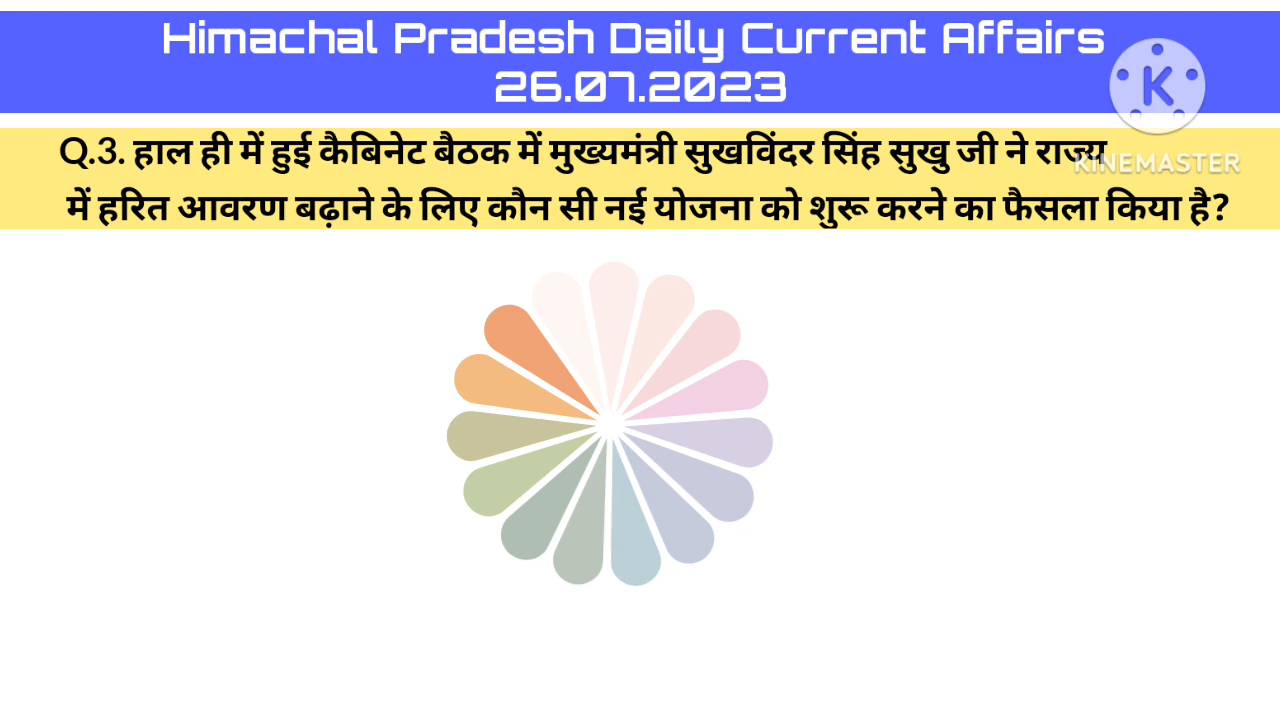 Himachal Pradesh Daily Current Affairs
26.07.2023
K
KINEMASTER
Q.3. हाल ही में हुई कैबिनेट बैठक में मुख्यमंत्री सुखविंदर सिंह सुखु जी ने राज्य
में हरित आवरण बढ़ाने के लिए कौन सी नई योजना को शुरू करने का फैसला किया है?